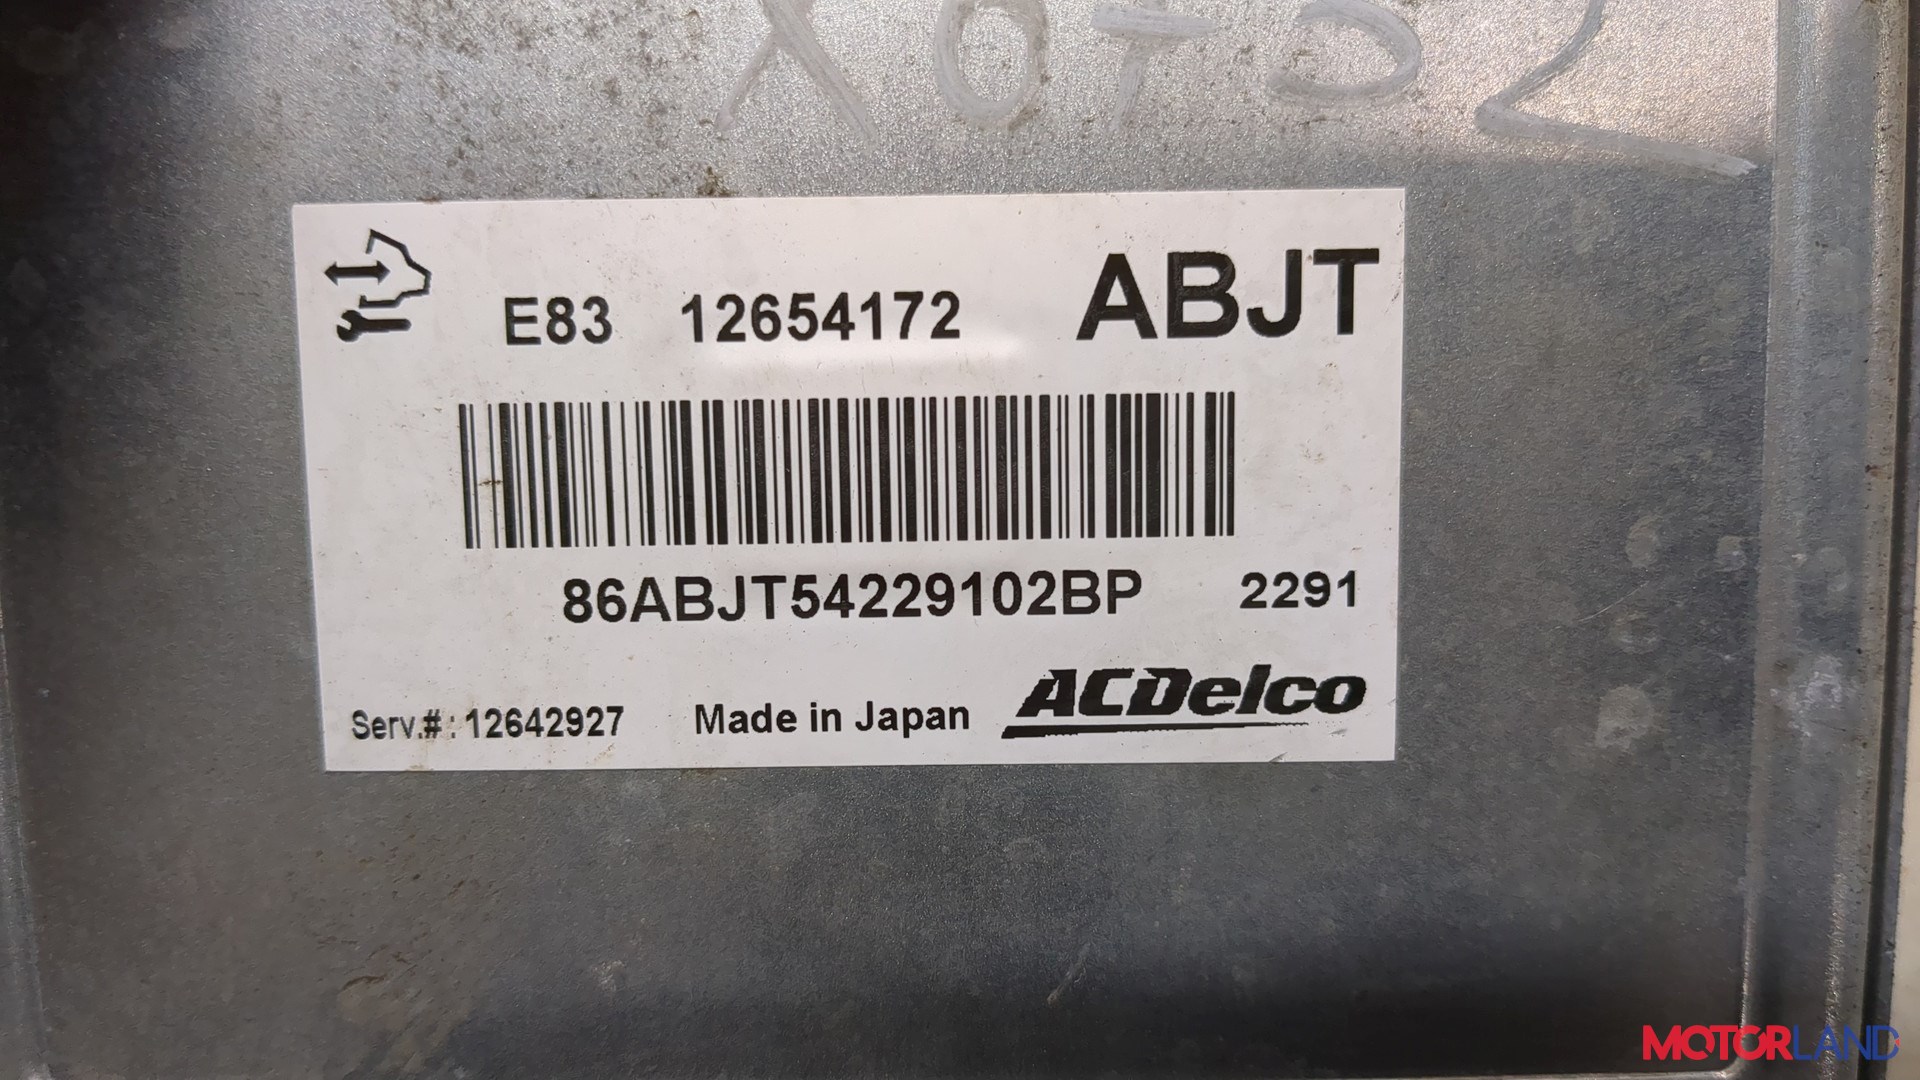 E83 12654172 ABJT
86ABJT54229102BP 2291
Serv.#: 12642927 Made in Japan ACDelco
MOTORLAND